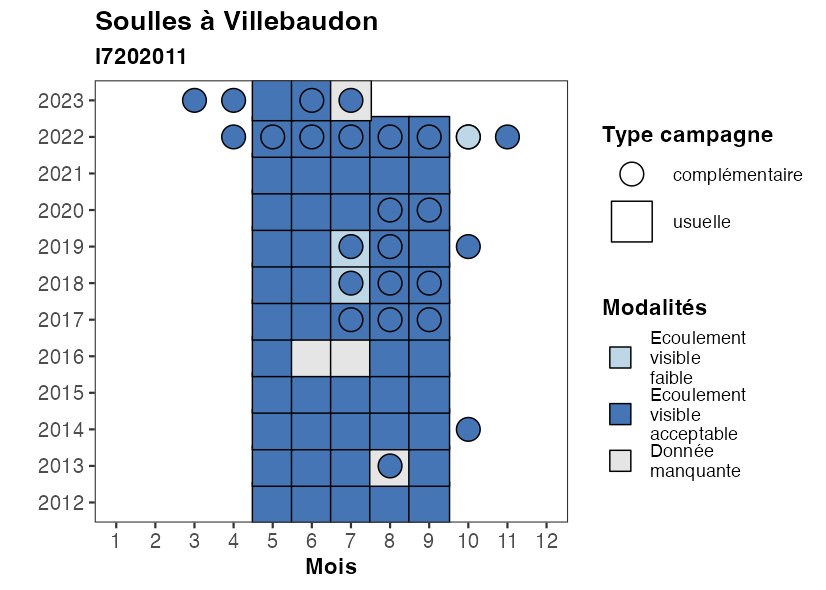 Soulles à Villebaudon
I7202011
2023
2022
2021
2020
2019
2018
2017
2016
2015
2014
2013
2012
1 2 3 4 5 6 7 8 9 10 11 12
Mois
Type campagne
complémentaire
usuelle
Modalités
Ecoulement
visible
faible
Ecoulement
visible
acceptable
Donnée
manquante